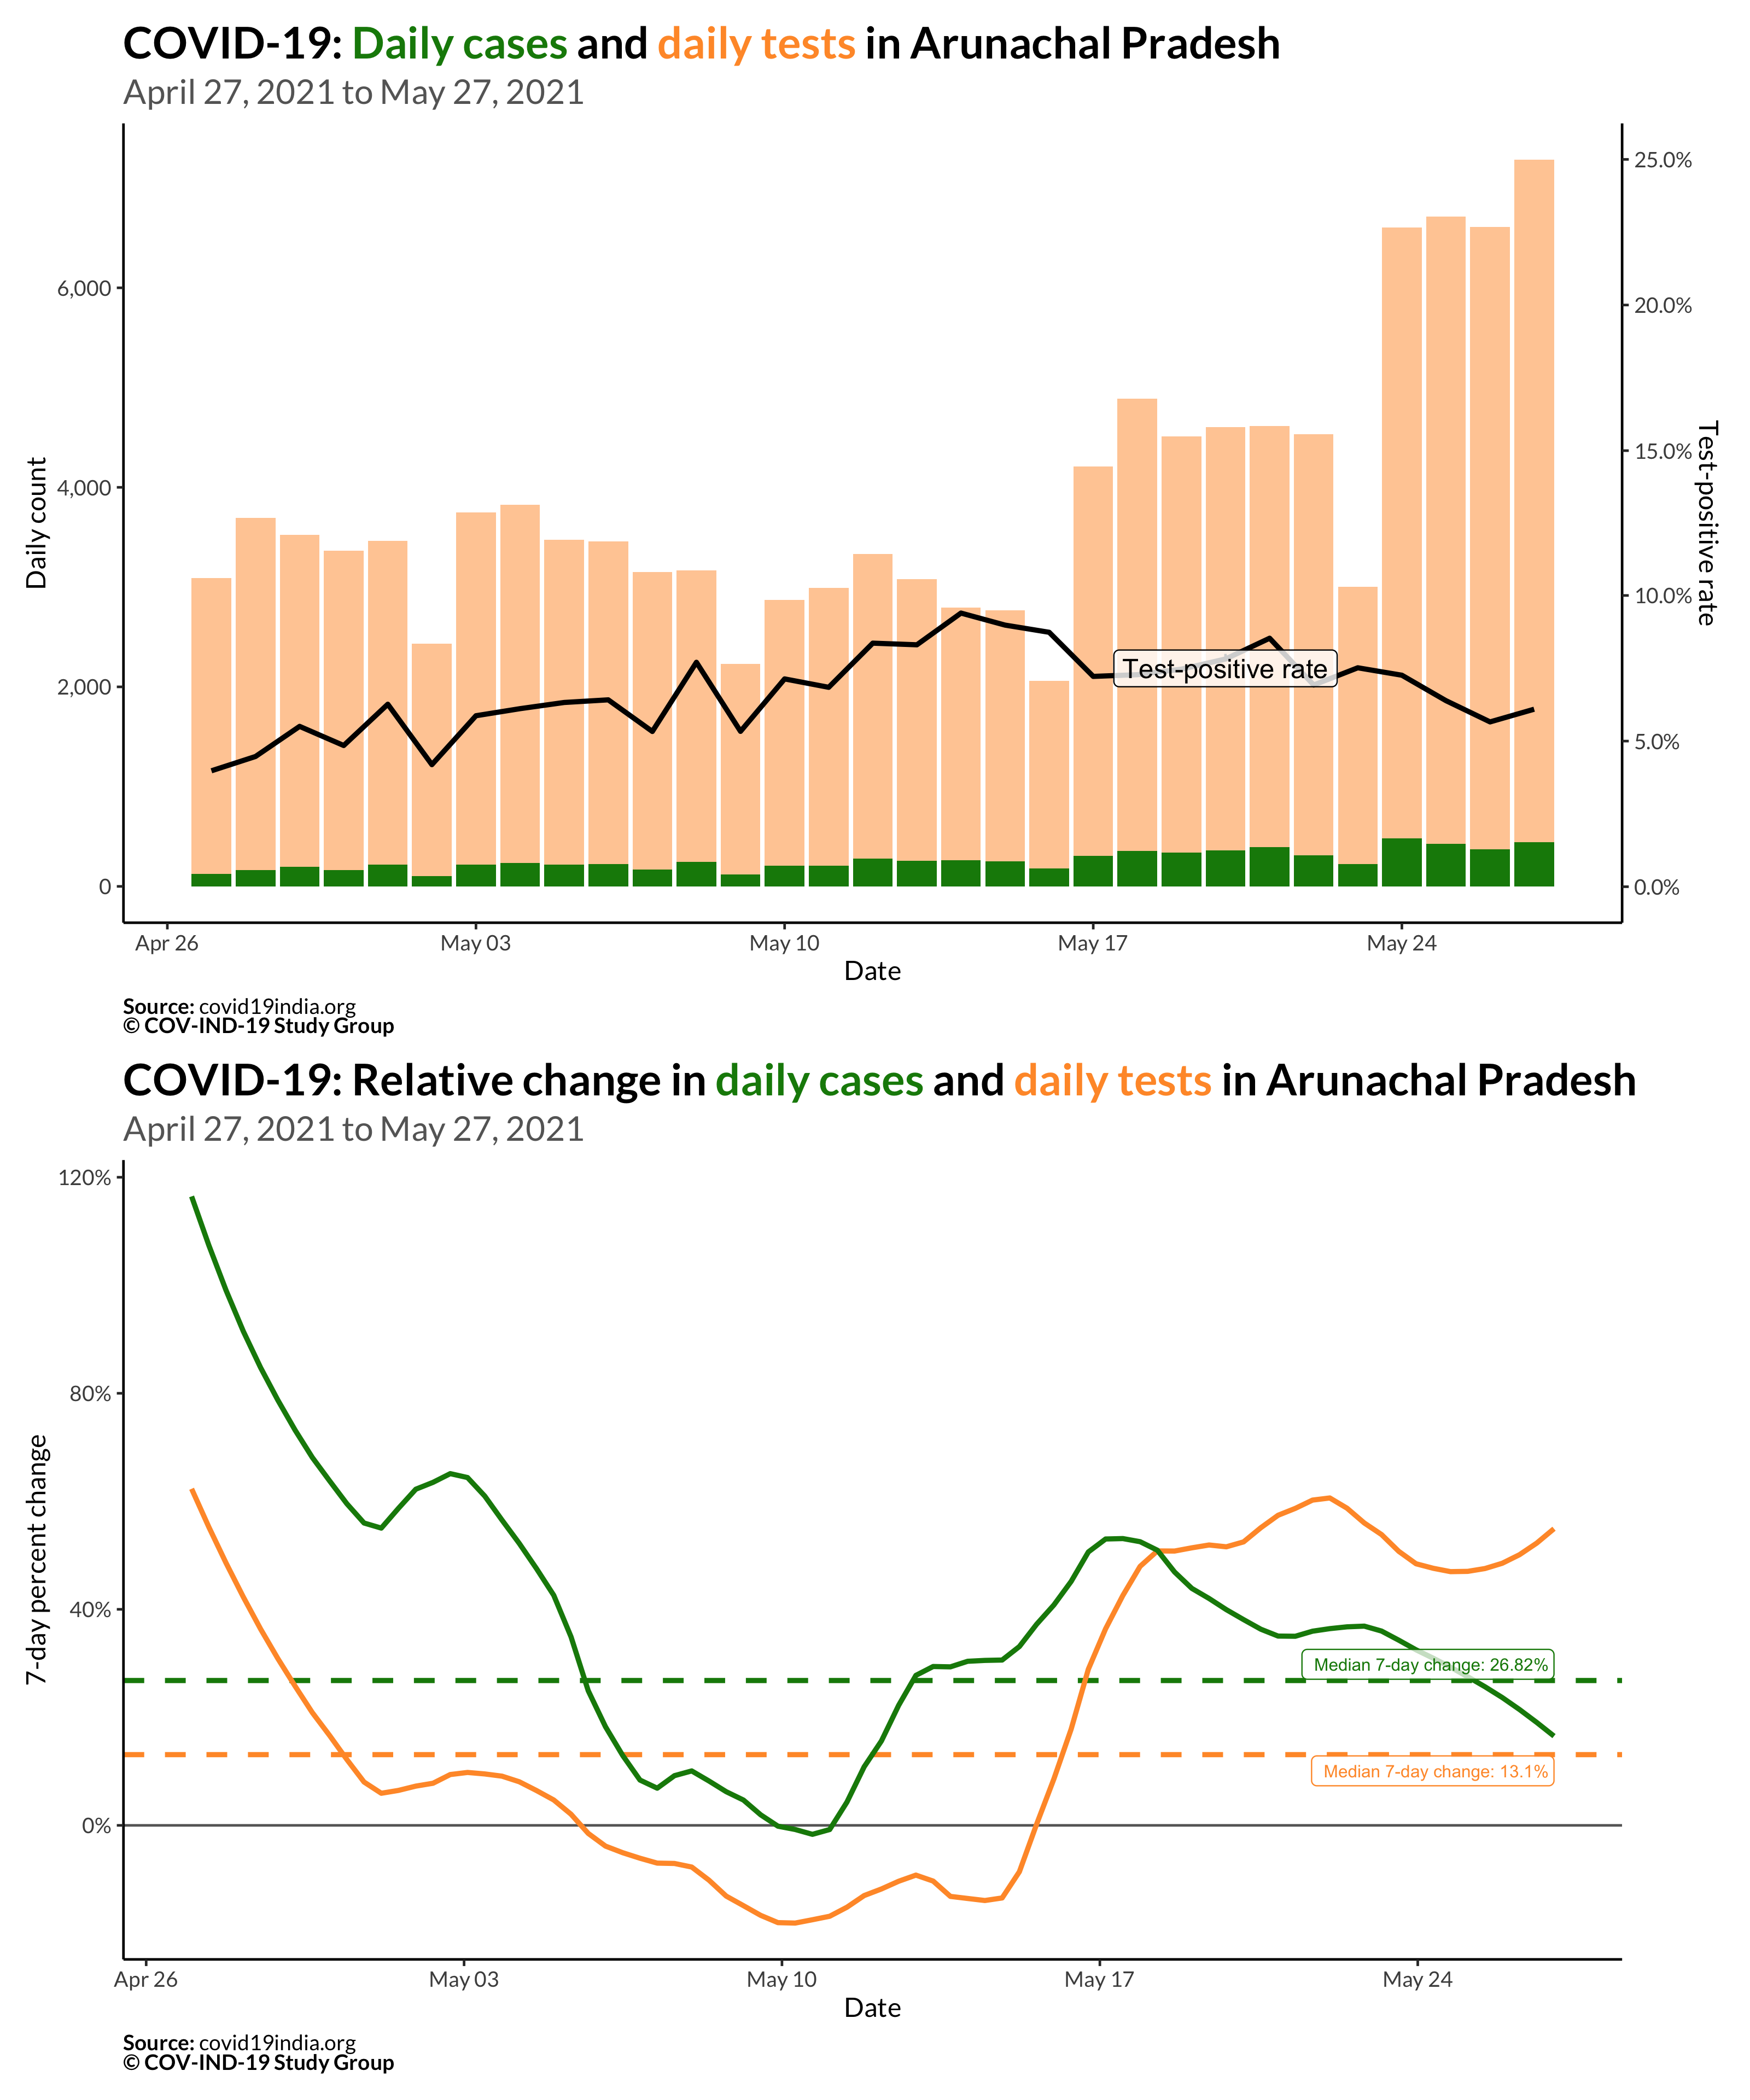 COVID-19: Daily cases and daily tests in Arunachal Pradesh
April 27, 2021 to May 27, 2021
Daily count
6,000
4,000
2,000
0
25.0%
20.0%
15.0%
10.0%
5.0%
0.0%
Test-positive rate
Test-positive rate
Apr 26
May 03
May 10
May 17
May 24
Date
Source: covid19india.org
© COV-IND-19 Study Group
COVID-19: Relative change in daily cases and daily tests in Arunachal Pradesh
April 27, 2021 to May 27, 2021
7-day percent change
120%
80%
40%
0%
Median 7-day change: 26.82%
Median 7-day change: 13.1%
Apr 26
May 03
May 10
May 17
May 24
Date
Source: covid19india.org
© COV-IND-19 Study Group